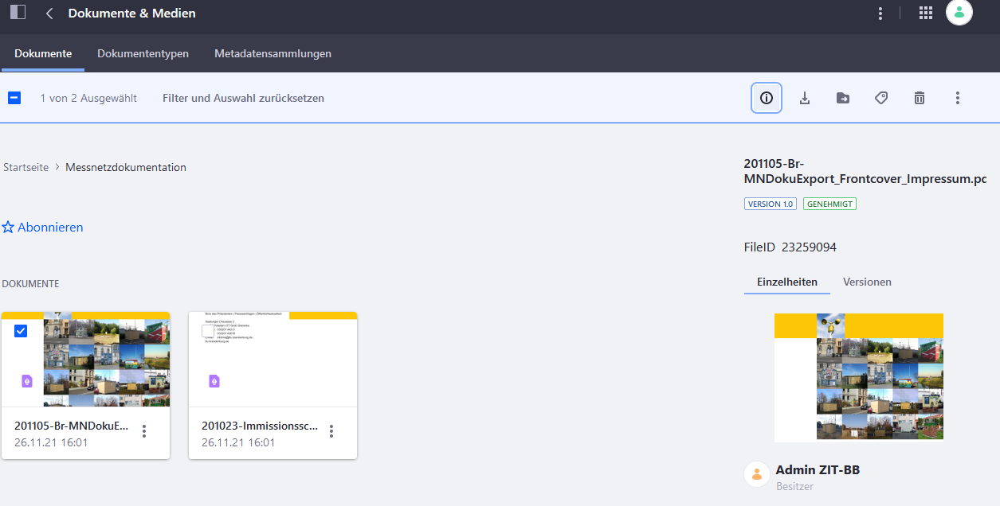 Dokumente & Medien
Dokumente Dokumententypen Metadatensammlungen
1 von 2 Ausgewählt Filter und Auswahl zurücksetzen
Startseite > Messnetzdokumentation
201105-Br-
MNDokuExport_Frontcover_Impressum.pd
VERSION 1.0 GENEHMIGT
Abonnieren
FileID 23259094
Einzelheiten Versionen
DOKUMENTE
201105-Br-MNDokuE...
26.11.21 16:01
201023-Immissionssc...
26.11.21 16:01
Admin ZIT-BB
Besitzer